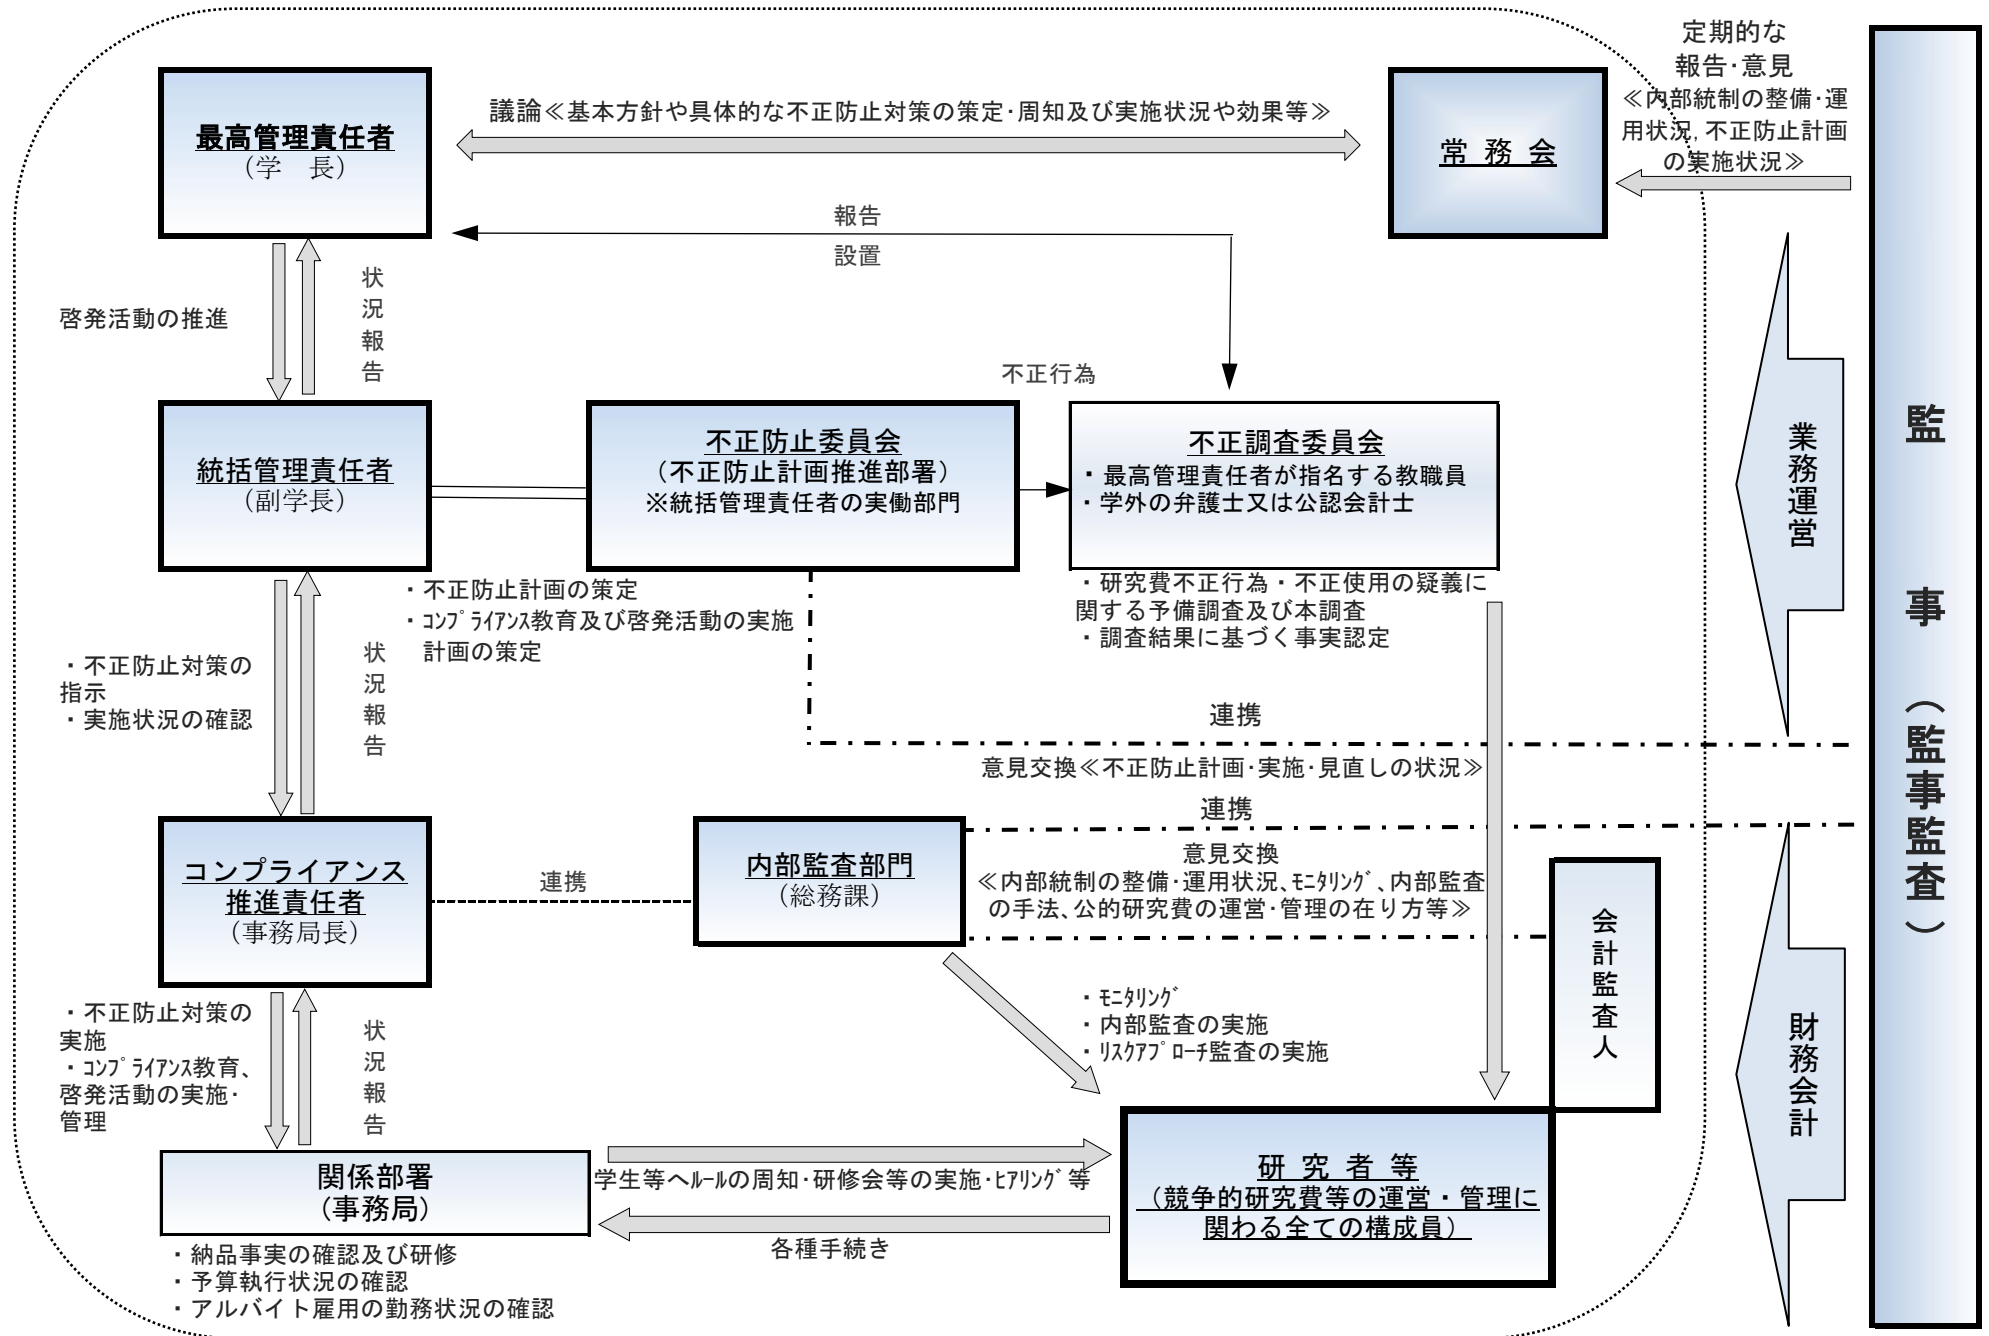 定期的な
報告・意見
≪内部統制の整備・運
用状況,不正防止計画
の実施状況≫
最高管理責任者
（学　長）
議論≪基本方針や具体的な不正防止対策の策定・周知及び実施状況や効果等≫
常 務 会
報告
設置
啓発活動の推進
状況報告
不正行為
統括管理責任者
（副学長）
不正防止委員会
（不正防止計画推進部署）
※統括管理責任者の実働部門
不正調査委員会
・最高管理責任者が指名する教職員
・学外の弁護士又は公認会計士
業務運営
監　事　（監事監査）
・不正防止計画の策定
・ｺﾝﾌﾟﾗｲｱﾝｽ教育及び啓発活動の実施
計画の策定
・研究費不正行為・不正使用の疑義に
関する予備調査及び本調査
・調査結果に基づく事実認定
・不正防止対策の
指示
・実施状況の確認
状況報告
連携
意見交換≪不正防止計画・実施・見直しの状況≫
連携
コンプライアンス
推進責任者
（事務局長）
連携
内部監査部門
（総務課）
意見交換
≪内部統制の整備・運用状況、ﾓﾆﾀﾘﾝｸﾞ、内部監査
の手法、公的研究費の運営・管理の在り方等≫
会計監査人
・不正防止対策の
実施
・ｺﾝﾌﾟﾗｲｱﾝｽ教育、
啓発活動の実施・
管理
状況報告
・ﾓﾆﾀﾘﾝｸﾞ
・内部監査の実施
・ﾘｽｸｱﾌﾟﾛｰﾁ監査の実施
財務会計
関係部署
（事務局）
学生等へﾙｰﾙの周知・研修会等の実施・ﾋｱﾘﾝｸﾞ等
各種手続き
研 究 者 等
（競争的研究費等の運営・管理に
関わる全ての構成員）
・納品事実の確認及び研修
・予算執行状況の確認
・アルバイト雇用の勤務状況の確認